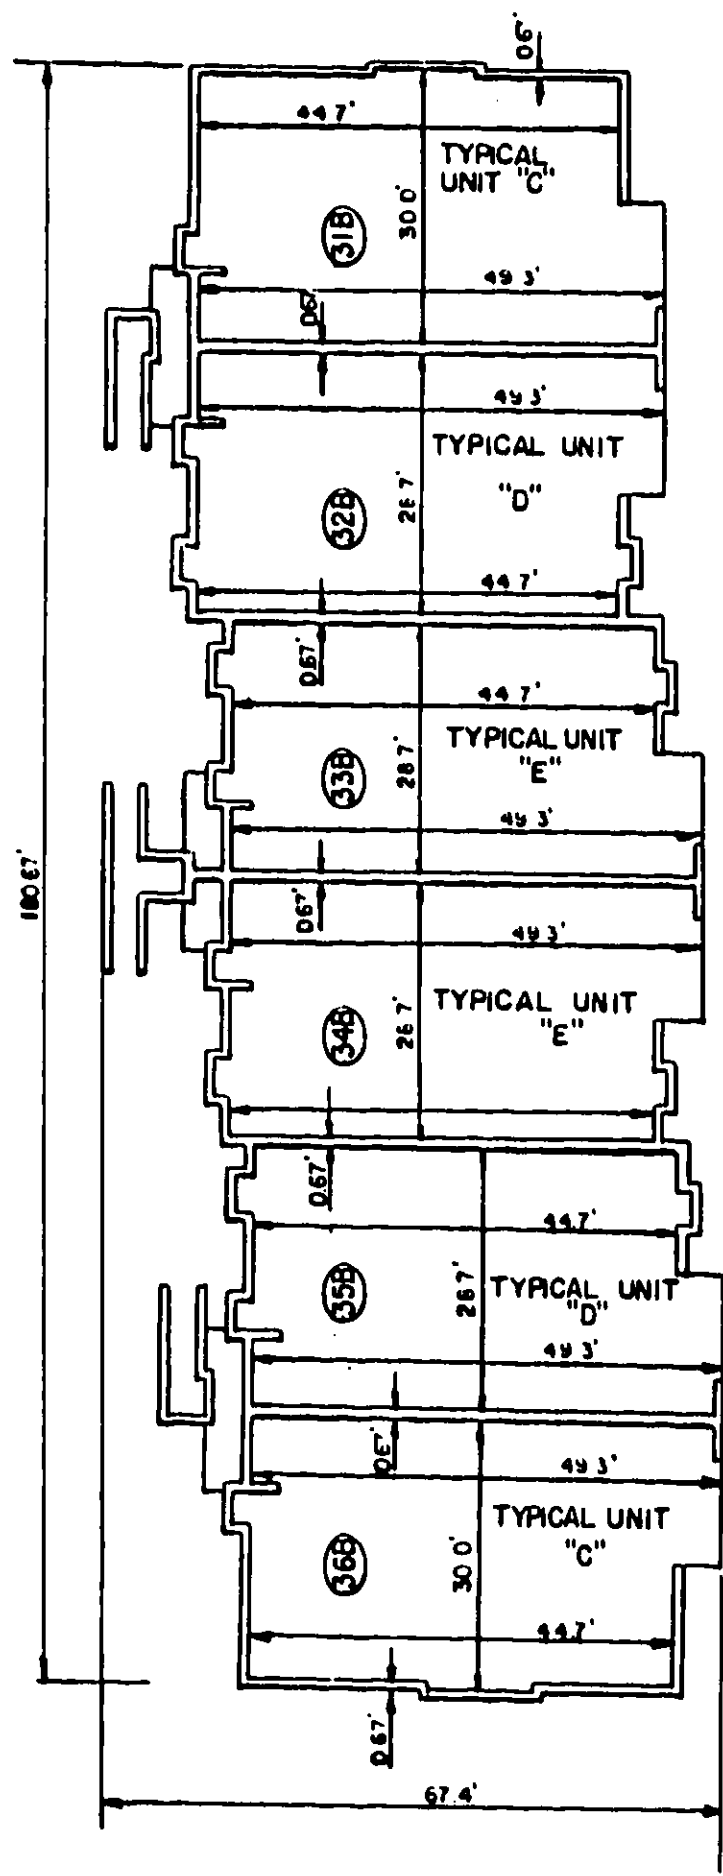 0.6'
44.7'
TYPICAL
UNIT "C"
30.0'
31B
49.3'
0.67'
49.3'
TYPICAL UNIT
"D"
32B
26.7'
44.7'
0.67'
44.7'
TYPICAL UNIT
"E"
33B
26.7'
49.3'
180.67'
0.67'
49.3'
TYPICAL UNIT
"E"
34B
26.7'
0.67'
44.7'
35B
26.7'
TYPICAL UNIT
"D"
49.3'
0.67'
49.3'
TYPICAL UNIT
"C"
36B
30.0'
44.7'
0.67'
67.4'